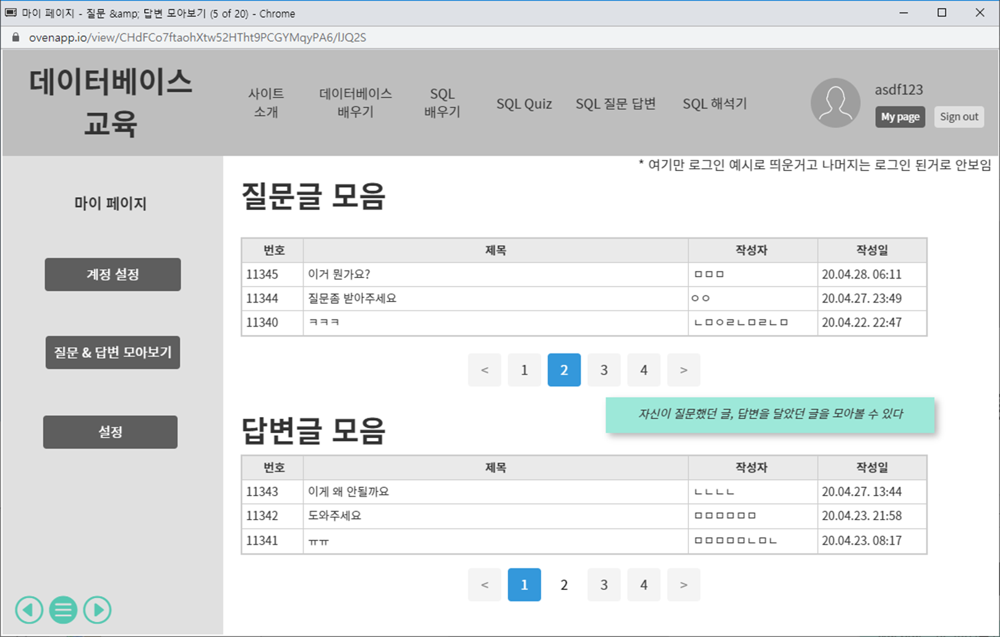 마이 페이지 - 질문 &amp; 답변 모아보기 (5 of 20) - Chrome
ovenapp.io/view/CHdFCo7ftaohXtw52HTht9PCGYMqyPA6/lJQ2S
데이터베이스
교육
사이트
소개
데이터베이스
배우기
SQL
배우기
SQL Quiz
SQL 질문 답변
SQL 해석기
asdf123
My page Sign out
* 여기만 로그인 예시로 띄운거고 나머지는 로그인 된거로 안보임
마이 페이지
계정 설정
질문 & 답변 모아보기
설정
질문글 모음
번호 제목 작성자 작성일
11345 이거 뭔가요? ㅁㅁㅁ 20.04.28. 06:11
11344 질문좀 받아주세요 ㅇㅇ 20.04.27. 23:49
11340 ㅋㅋㅋ ㄴㅁㅇㄹㄴㅁㄹㄴㅁ 20.04.22. 22:47
< 1 2 3 4 >
자신이 질문했던 글, 답변을 달았던 글을 모아볼 수 있다
답변글 모음
번호 제목 작성자 작성일
11343 이게 왜 안될까요 ㄴㄴㄴㄴ 20.04.27. 13:44
11342 도와주세요 ㅁㅁㅁㅁㅁㅁ 20.04.23. 21:58
11341 ㅠㅠ ㅁㅁㅁㅁㅁㄴㅁㄴ 20.04.23. 08:17
< 1 2 3 4 >